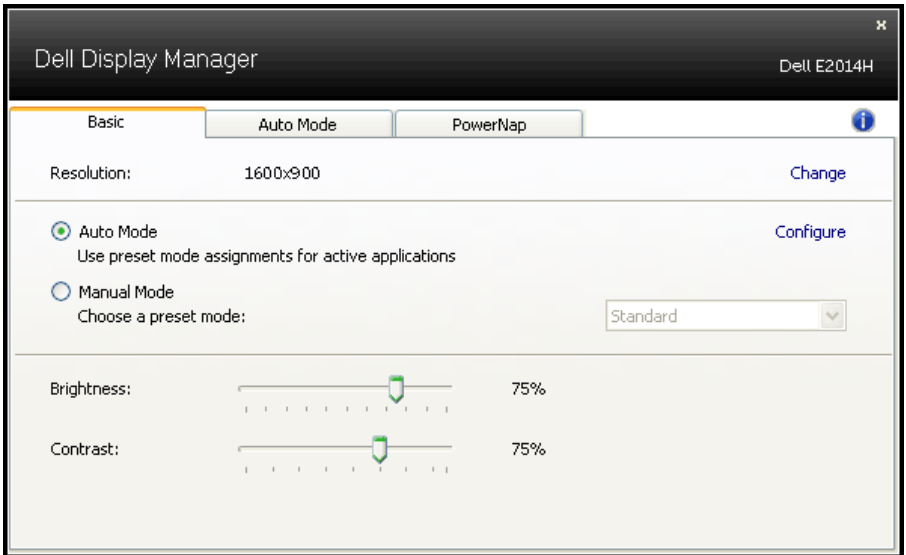 x
Dell Display Manager
Dell E2014H
Basic Auto Mode PowerNap
Resolution: 1600x900 Change
Auto Mode Configure
Use preset mode assignments for active applications
Manual Mode
Choose a preset mode: Standard
Brightness: 75%
Contrast: 75%